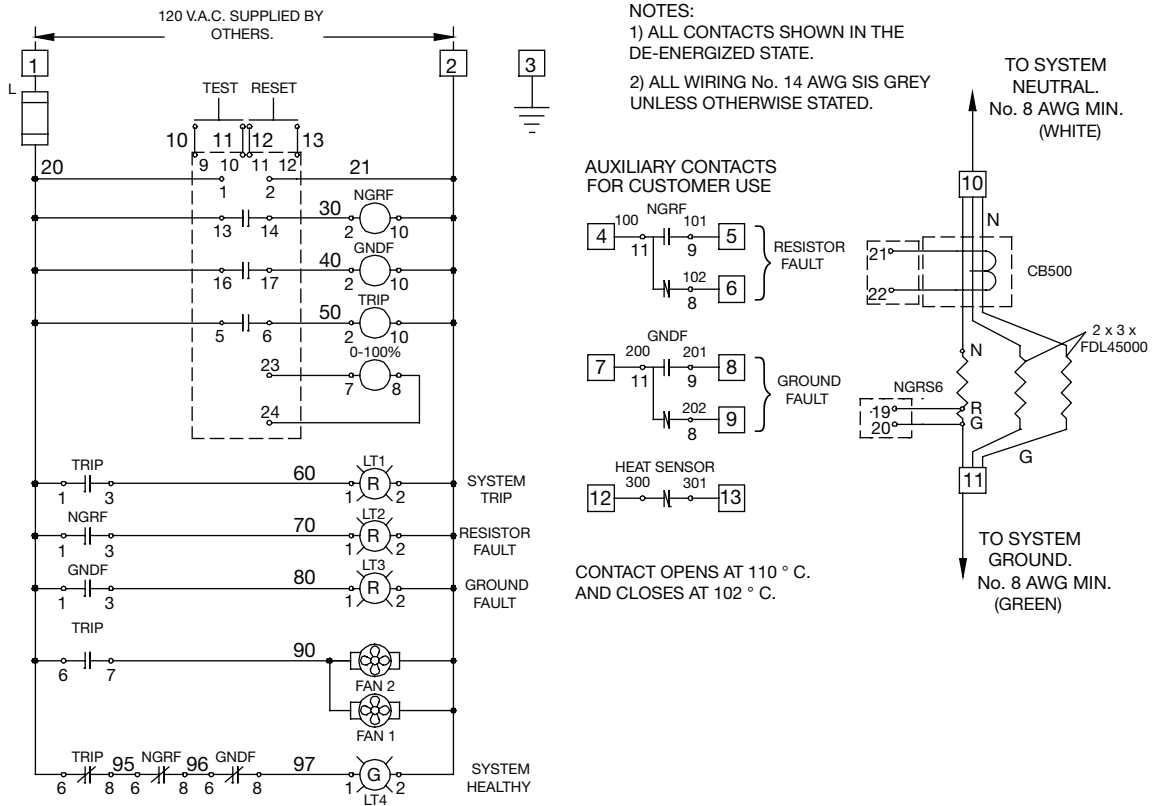 120 V.A.C. SUPPLIED BY
OTHERS.
1
2
3
L
TEST RESET
10 11 12 13
9 10 11 12
20 21
1 2
NGRF
13 14 30 2 10
GNDF
16 17 40 2 10
TRIP
5 6 50 2 10
0-100%
23 7 8
24
TRIP
1 3 60
LT1
1 R 2
SYSTEM
TRIP
NGRF
1 3 70
LT2
1 R 2
RESISTOR
FAULT
GNDF
1 3 80
LT3
1 R 2
GROUND
FAULT
TRIP
6 7 90
FAN 2
FAN 1
TRIP 95 NGRF 96 GNDF 97
6 8 6 8 6 8
1 G 2
LT4
SYSTEM
HEALTHY
NOTES:
1) ALL CONTACTS SHOWN IN THE
DE-ENERGIZED STATE.
2) ALL WIRING No. 14 AWG SIS GREY
UNLESS OTHERWISE STATED.
AUXILIARY CONTACTS
FOR CUSTOMER USE
NGRF
4 100 101 5
11 9
102 6
8
RESISTOR
FAULT
GNDF
7 200 201 8
11 9
202 9
8
GROUND
FAULT
HEAT SENSOR
12 300 301 13
CONTACT OPENS AT 110 ° C.
AND CLOSES AT 102 ° C.
TO SYSTEM
NEUTRAL.
No. 8 AWG MIN.
(WHITE)
10
N
21
22
CB500
2 x 3 x
FDL45000
N
NGRS6
19 R
20 G
G
11
TO SYSTEM
GROUND.
No. 8 AWG MIN.
(GREEN)